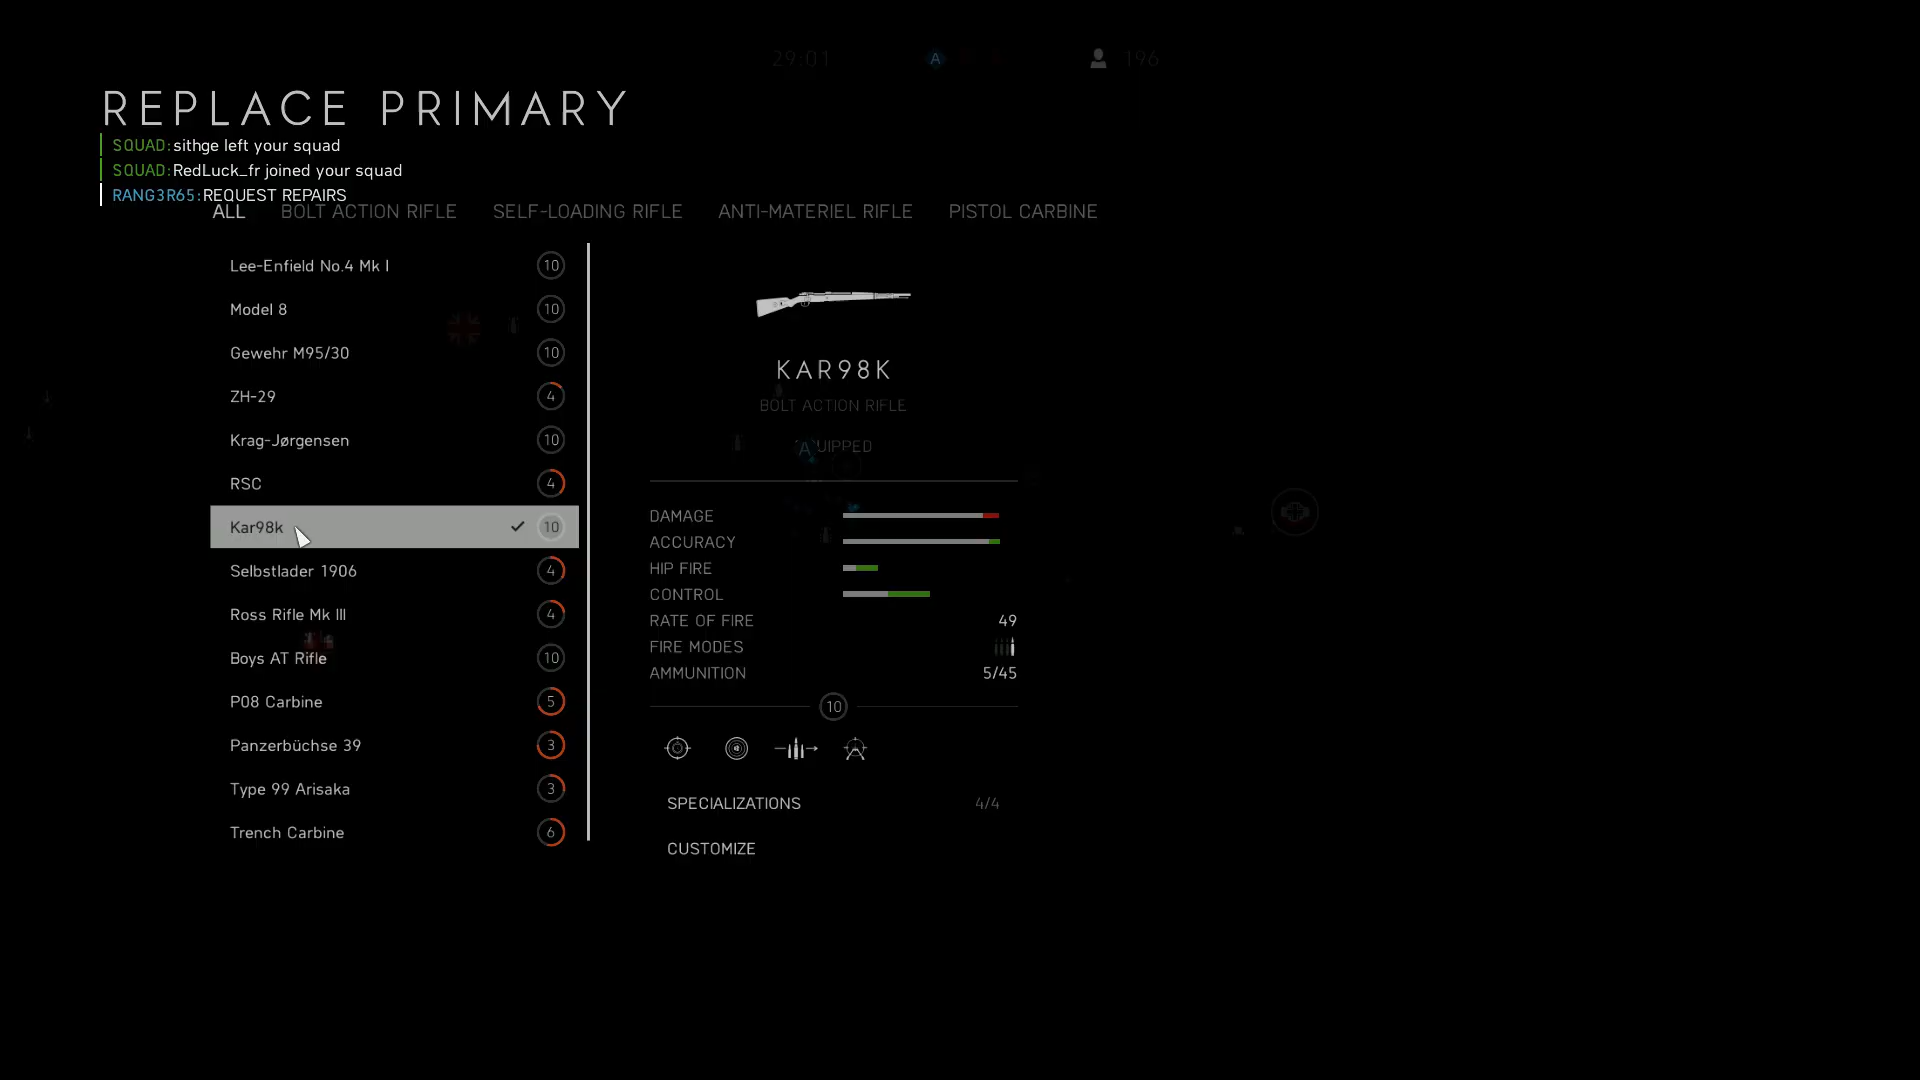 29:01 A 196
REPLACE PRIMARY
SQUAD:sithge left your squad
SQUAD:RedLuck_fr joined your squad
RANG3R65:REQUEST REPAIRS
ALL BOLT ACTION RIFLE SELF-LOADING RIFLE ANTI-MATERIEL RIFLE PISTOL CARBINE
Lee-Enfield No.4 Mk I 10
Model 8 10
Gewehr M95/30 10
ZH-29 4
Krag-Jørgensen 10
RSC 4
Kar98k 10
Selbstlader 1906 4
Ross Rifle Mk III 4
Boys AT Rifle 10
P08 Carbine 5
Panzerbüchse 39 3
Type 99 Arisaka 3
Trench Carbine 6
KAR98K
BOLT ACTION RIFLE
A UIPPED
DAMAGE
ACCURACY
HIP FIRE
CONTROL
RATE OF FIRE 49
FIRE MODES
AMMUNITION 5/45
10
SPECIALIZATIONS 4/4
CUSTOMIZE